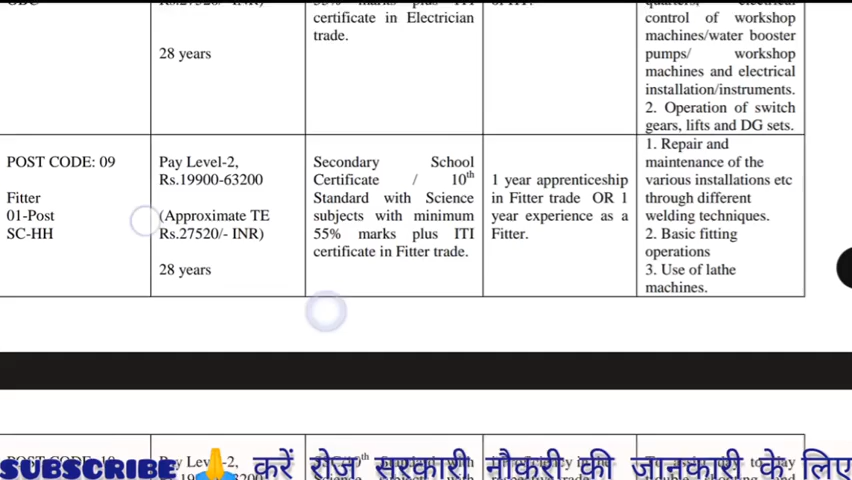 certificate in Electrician
trade.
28 years
control of workshop
machines/water booster
pumps/ workshop
machines and electrical
installation/instruments.
2. Operation of switch
gears, lifts and DG sets.
POST CODE: 09
Fitter
01-Post
SC-HH
Pay Level-2,
Rs.19900-63200
(Approximate TE
Rs.27520/- INR)
28 years
Secondary School
Certificate / 10th
Standard with Science
subjects with minimum
55% marks plus ITI
certificate in Fitter trade.
1 year apprenticeship
in Fitter trade OR 1
year experience as a
Fitter.
1. Repair and
maintenance of the
various installations etc
through different
welding techniques.
2. Basic fitting
operations
3. Use of lathe
machines.
Pay Level-2,
SUBSCRIBE 🙏 करें रोज सरकारी नौकरी की जानकारी के लिए